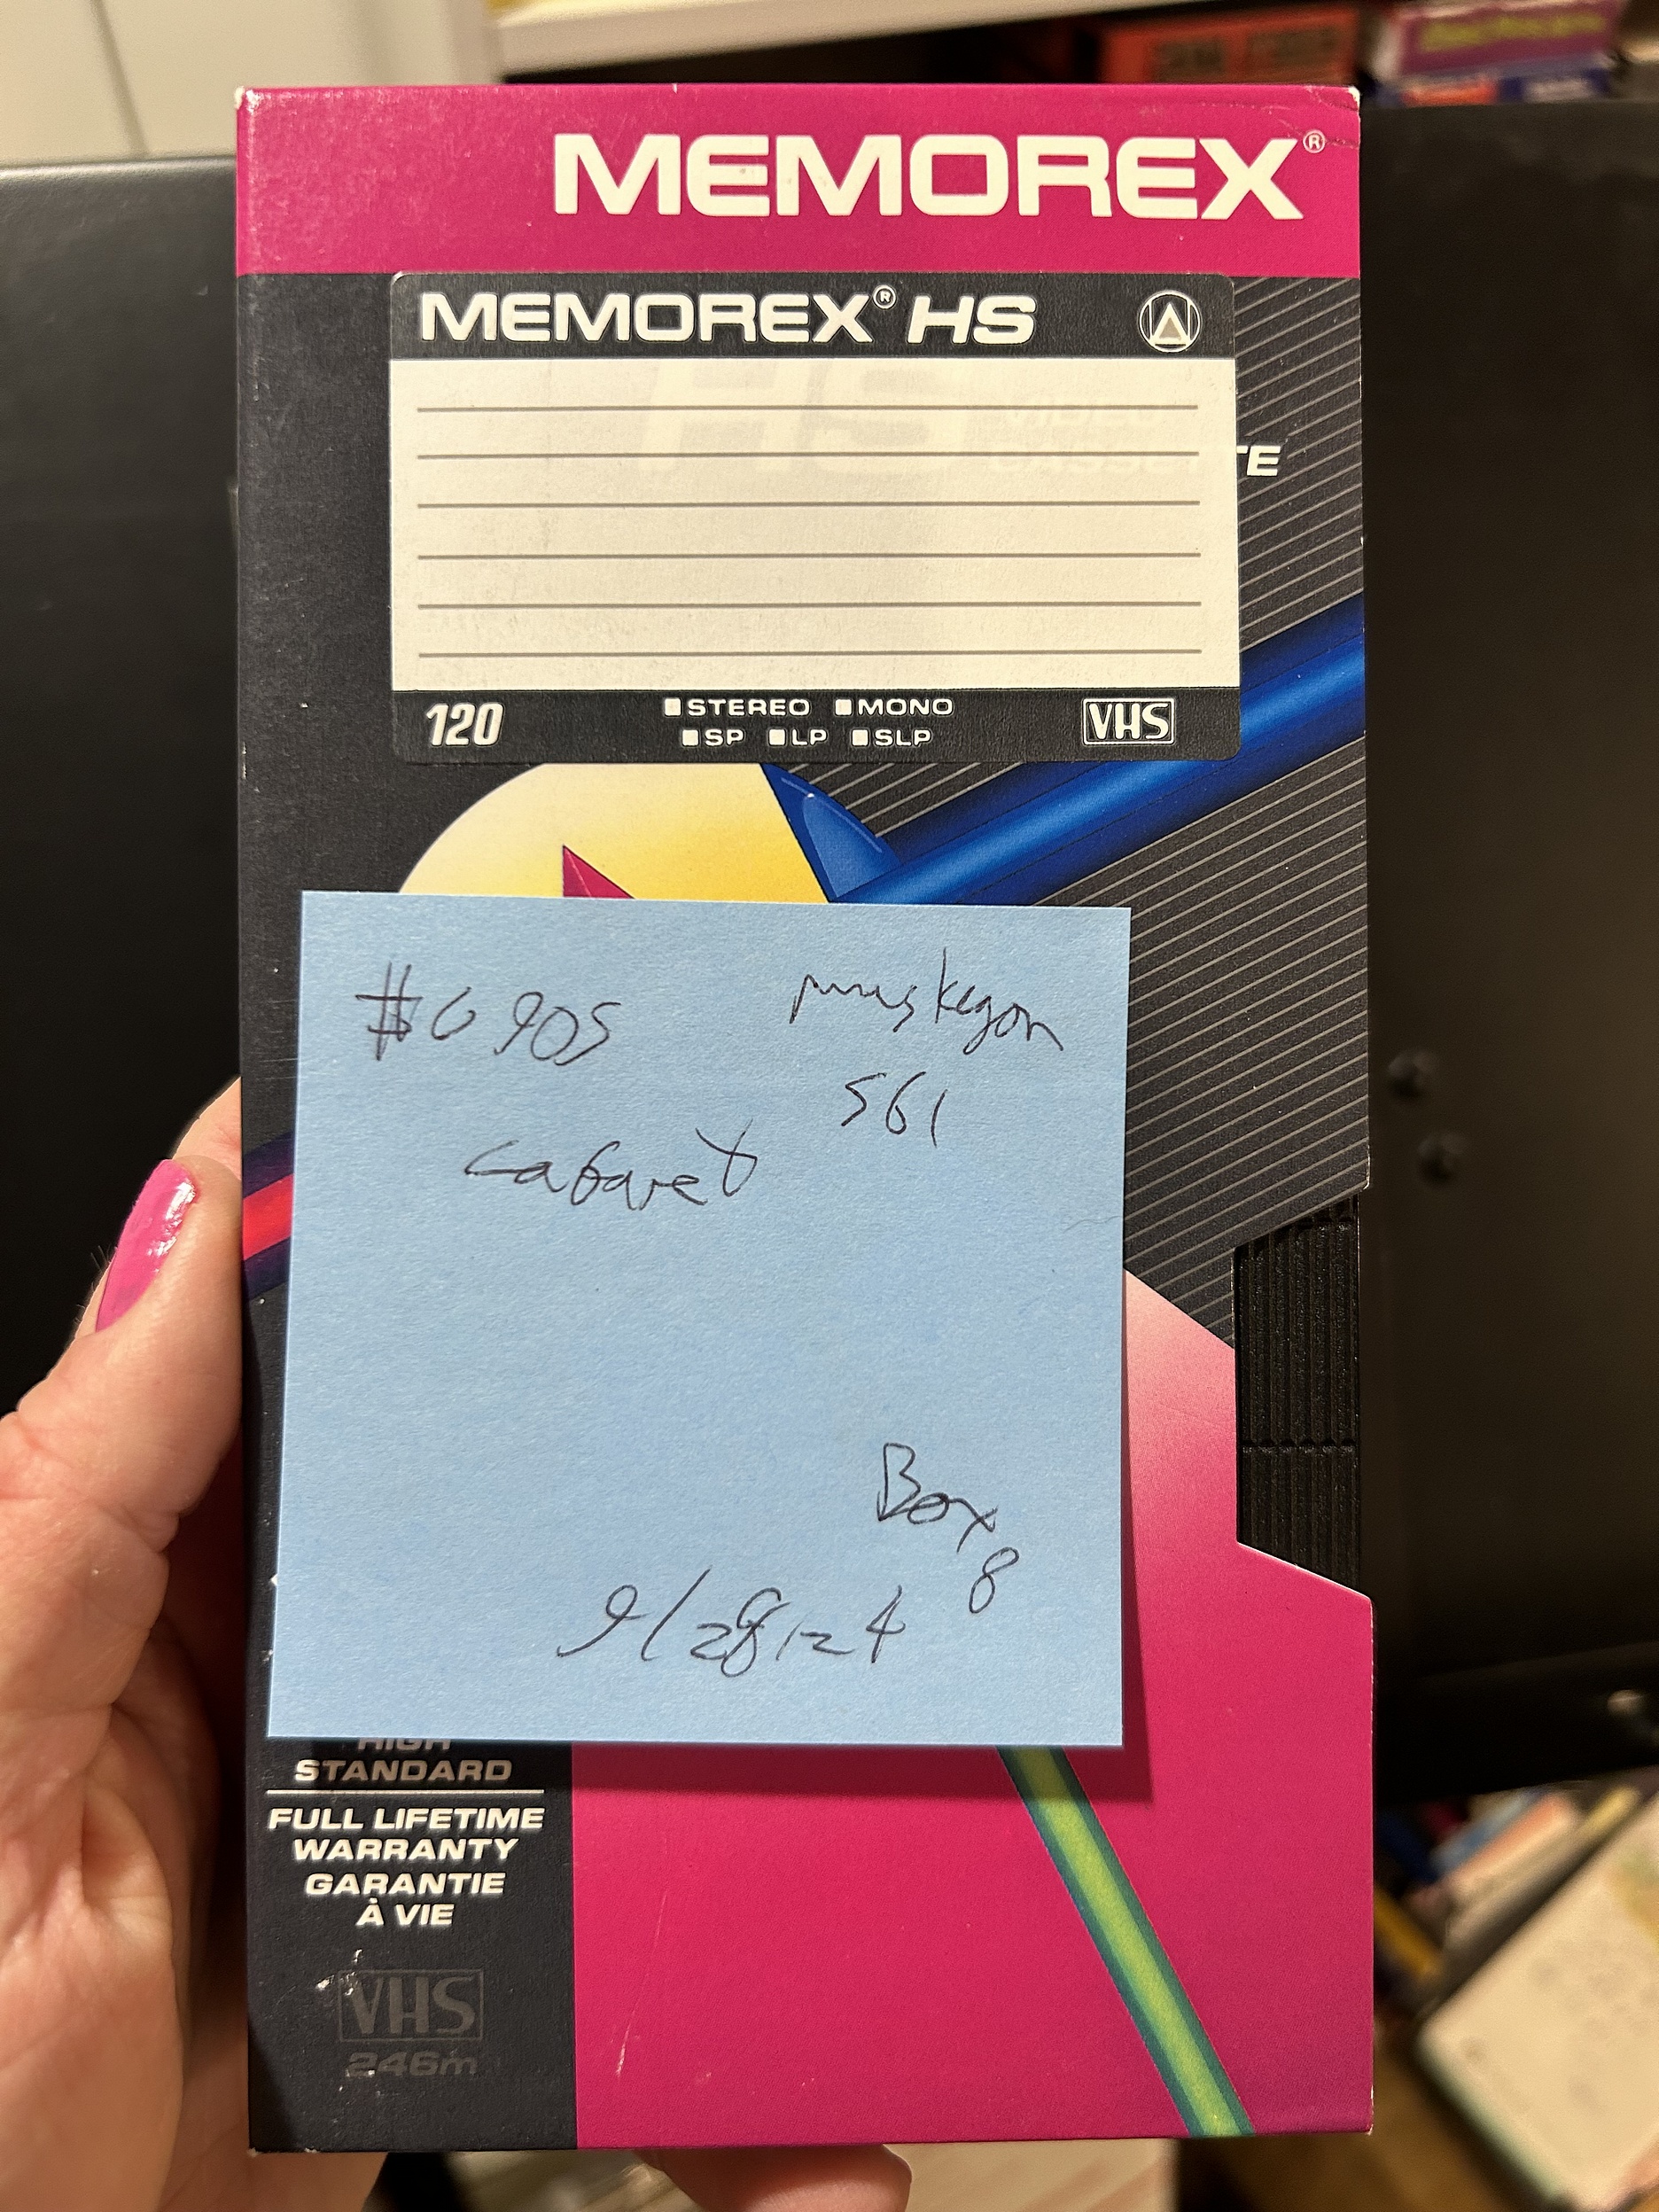 MEMOREX®
MEMOREX® HS
TE
120
STEREO MONO
SP LP SLP
VHS
#6905
muskegon
561
cabaret
Box
8
9/28/24
HIGH
STANDARD
FULL LIFETIME
WARRANTY
GARANTIE
À VIE
VHS
246m